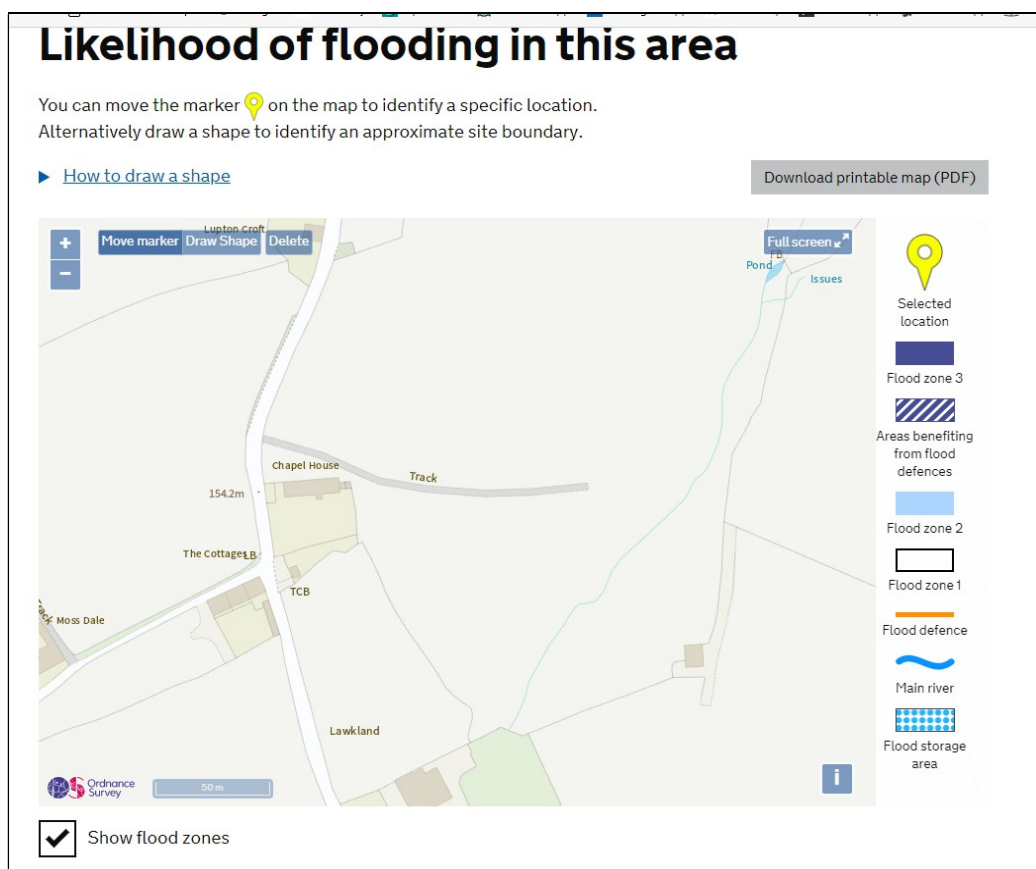 Likelihood of flooding in this area
You can move the marker on the map to identify a specific location.
Alternatively draw a shape to identify an approximate site boundary.
How to draw a shape
Download printable map (PDF)
Lupton Croft
+
Move marker Draw Shape Delete
−
Full screen
FB
Pond
Issues
Selected
location
Flood zone 3
Areas benefiting
from flood
defences
Flood zone 2
Flood zone 1
Flood defence
Main river
Flood storage
area
Chapel House
Track
154.2m
The Cottages
LB
TCB
Track
Moss Dale
Lawkland
Ordnance
Survey
50 m
i
Show flood zones